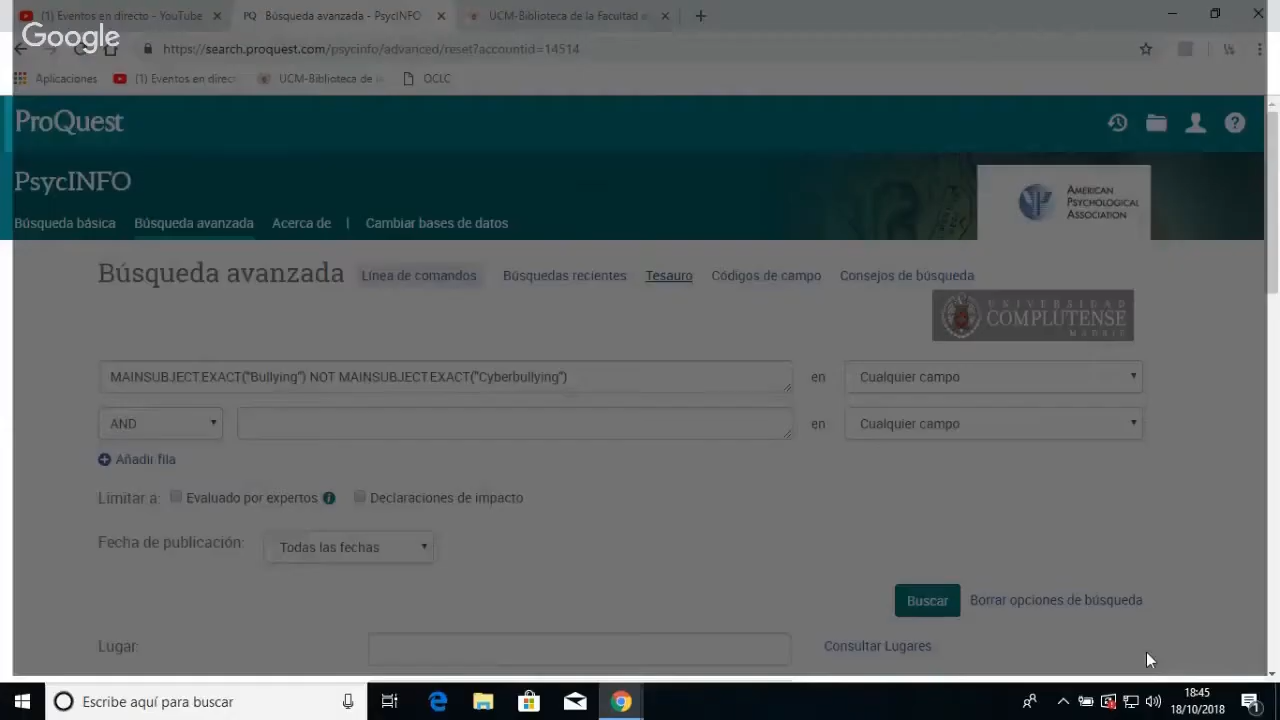 (1) Eventos en directo - YouTube
PQ Búsqueda avanzada - PsycINFO
UCM-Biblioteca de la Facultad
Google
https://search.proquest.com/psycinfo/advanced/reset?accountid=14514
Aplicaciones (1) Eventos en direc UCM-Biblioteca de OCLC
ProQuest
PsycINFO
AMERICAN
PSYCHOLOGICAL
ASSOCIATION
Búsqueda básica Búsqueda avanzada Acerca de | Cambiar bases de datos
Búsqueda avanzada Línea de comandos Búsquedas recientes Tesauro Códigos de campo Consejos de búsqueda
UNIVERSIDAD
COMPLUTENSE
MADRID
MAINSUBJECT.EXACT("Bullying") NOT MAINSUBJECT.EXACT("Cyberbullying") en Cualquier campo
AND en Cualquier campo
Añadir fila
Limitar a: Evaluado por expertos i Declaraciones de impacto
Fecha de publicación: Todas las fechas
Buscar Borrar opciones de búsqueda
Lugar: Consultar Lugares
Escribe aquí para buscar
18:45
18/10/2018
1